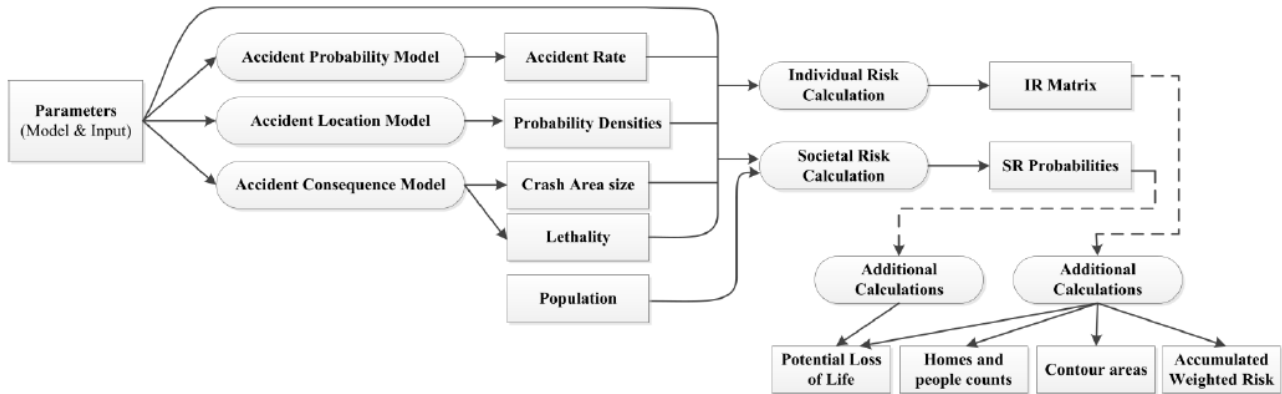 Parameters
(Model & Input)
Accident Probability Model
Accident Location Model
Accident Consequence Model
Accident Rate
Probability Densities
Crash Area size
Lethality
Population
Individual Risk
Calculation
Societal Risk
Calculation
IR Matrix
SR Probabilities
Additional
Calculations
Additional
Calculations
Potential Loss
of Life
Homes and
people counts
Contour areas
Accumulated
Weighted Risk